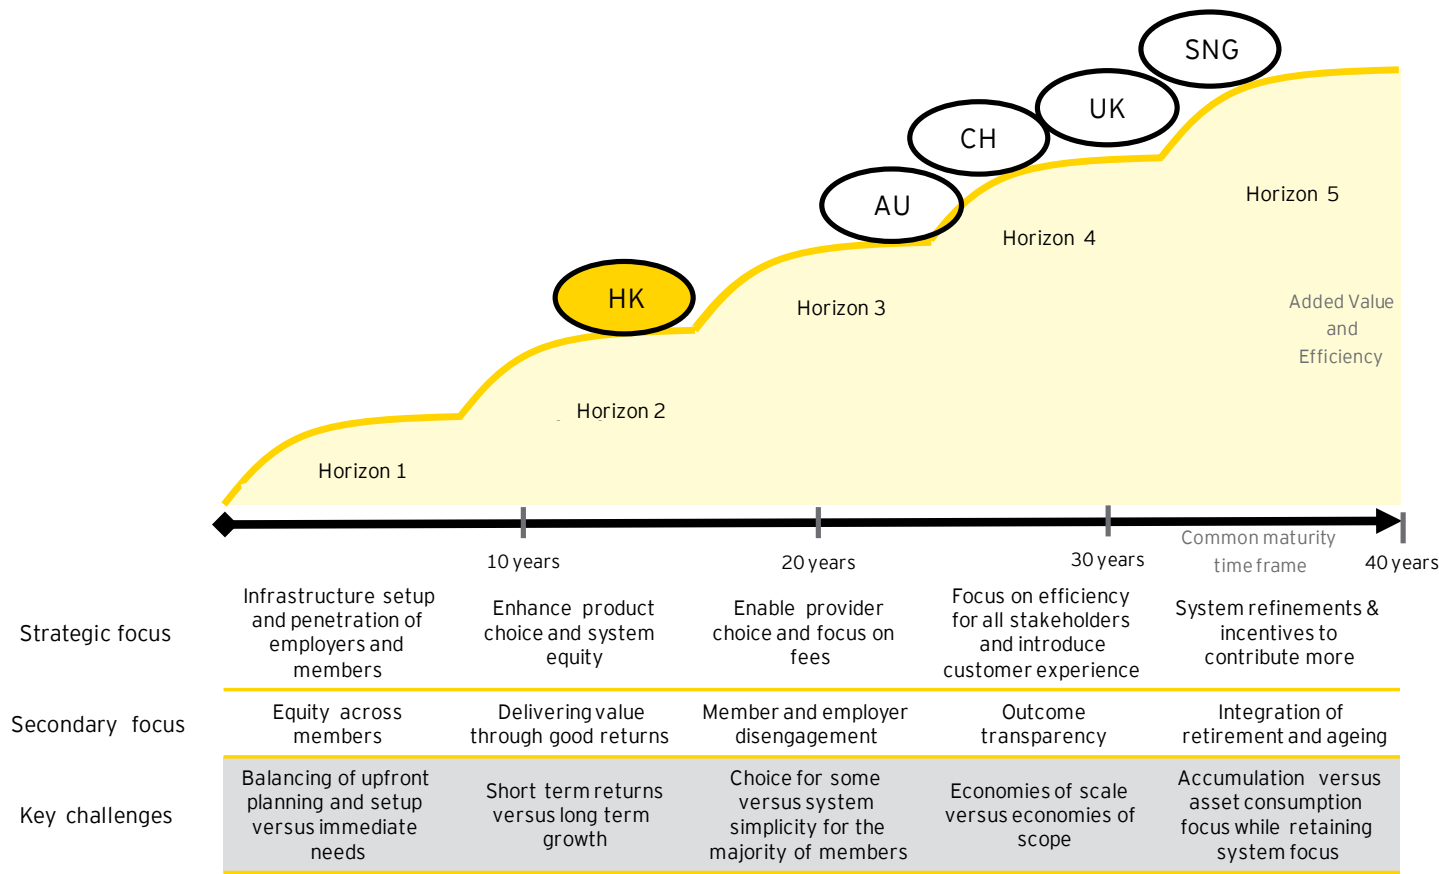 SNG
UK
CH
AU
HK
Horizon 5
Horizon 4
Horizon 3
Horizon 2
Horizon 1
Added Value
and
Efficiency
Common maturity
time frame
10 years
20 years
30 years
40 years
Strategic focus
Infrastructure setup
and penetration of
employers and
members
Enhance product
choice and system
equity
Enable provider
choice and focus on
fees
Focus on efficiency
for all stakeholders
and introduce
customer experience
System refinements &
incentives to
contribute more
Secondary focus
Equity across
members
Delivering value
through good returns
Member and employer
disengagement
Outcome
transparency
Integration of
retirement and ageing
Key challenges
Balancing of upfront
planning and setup
versus immediate
needs
Short term returns
versus long term
growth
Choice for some
versus system
simplicity for the
majority of members
Economies of scale
versus economies of
scope
Accumulation versus
asset consumption
focus while retaining
system focus